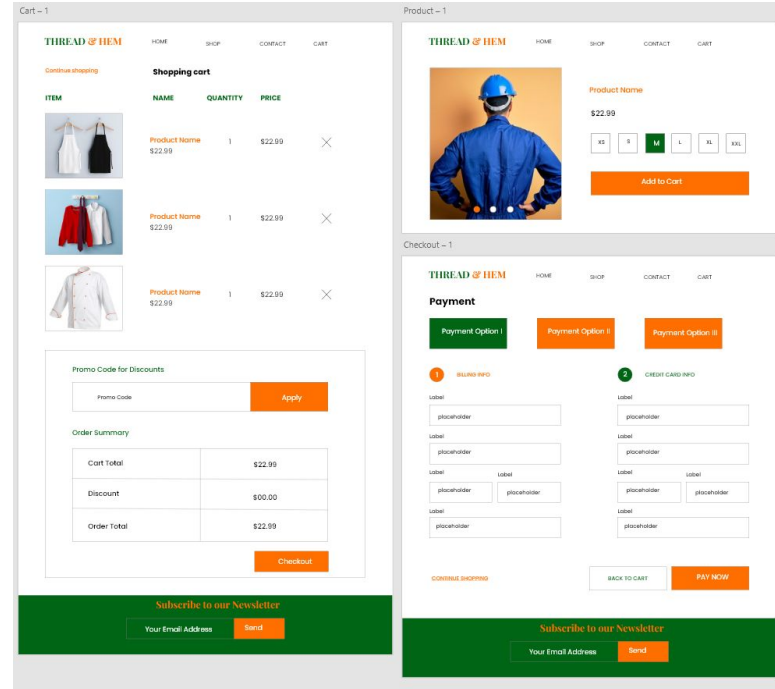 Cart – 1
THREAD & HEM HOME SHOP CONTACT CART
Continue shopping Shopping cart
ITEM NAME QUANTITY PRICE
Product Name 1 $22.99
$22.99
Product Name 1 $22.99
$22.99
Product Name 1 $22.99
$22.99
Promo Code for Discounts
Promo Code Apply
Order Summary
Cart Total $22.99
Discount $00.00
Order Total $22.99
Checkout
Subscribe to our Newsletter
Your Email Address Send
Product – 1
THREAD & HEM HOME SHOP CONTACT CART
Product Name
$22.99
XS S M L XL XXL
Add to Cart
Checkout – 1
THREAD & HEM HOME SHOP CONTACT CART
Payment
Payment Option I Payment Option II Payment Option III
1 BILLING INFO 2 CREDIT CARD INFO
Label Label
placeholder placeholder
Label Label
placeholder placeholder
Label Label Label Label
placeholder placeholder placeholder placeholder
Label Label
placeholder placeholder
CONTINUE SHOPPING BACK TO CART PAY NOW
Subscribe to our Newsletter
Your Email Address Send